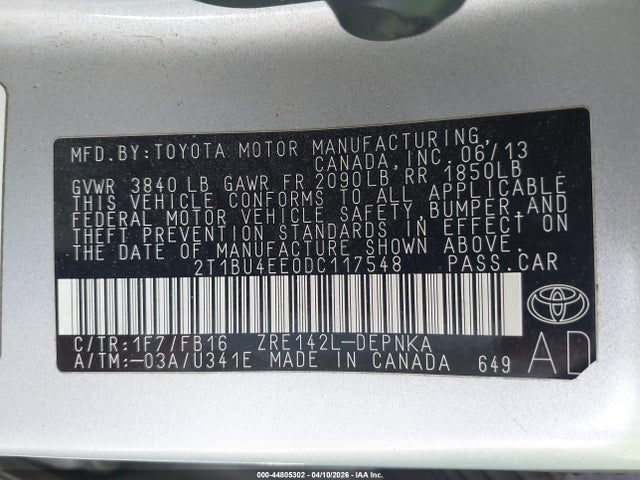 MFD. BY: TOYOTA MOTOR MANUFACTURING,
CANADA, INC. 06/13
GVWR 3840 LB GAWR FR 2090LB, RR 1850LB
THIS VEHICLE CONFORMS TO ALL APPLICABLE
FEDERAL MOTOR VEHICLE SAFETY, BUMPER, AND
THEFT PREVENTION STANDARDS IN EFFECT ON
THE DATE OF MANUFACTURE SHOWN ABOVE.
2T1BU4EE0DC117548 PASS. CAR
C/TR: 1F7/FB16 ZRE142L-DEPNKA
A/TM: -03A/U341E MADE IN CANADA 649
TOYOTA
AD
000-44805302 - 04/10/2026 - IAA Inc.